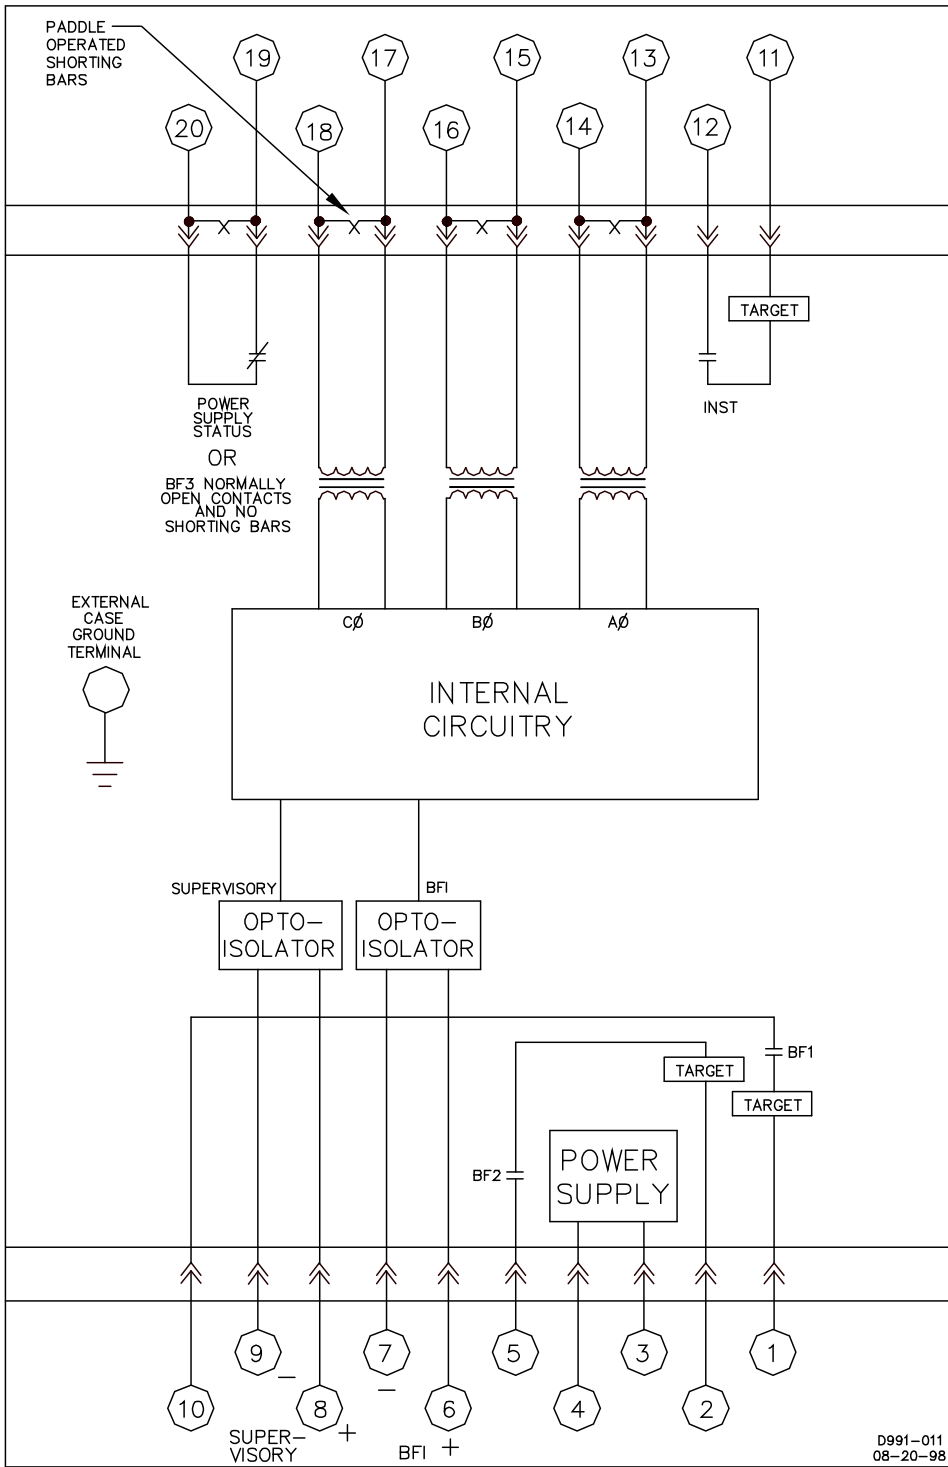 PADDLE
OPERATED
SHORTING
BARS
19
17
15
13
11
20
18
16
14
12
TARGET
POWER
SUPPLY
STATUS
OR
BF3 NORMALLY
OPEN CONTACTS
AND NO
SHORTING BARS
INST
EXTERNAL
CASE
GROUND
TERMINAL
CØ
BØ
AØ
INTERNAL
CIRCUITRY
SUPERVISORY
BFI
OPTO-
ISOLATOR
OPTO-
ISOLATOR
BF1
TARGET
TARGET
BF2
POWER
SUPPLY
9
-
7
-
5
3
1
10
8
+
6
+
4
2
SUPER-
VISORY
BFI
D991-011
08-20-98